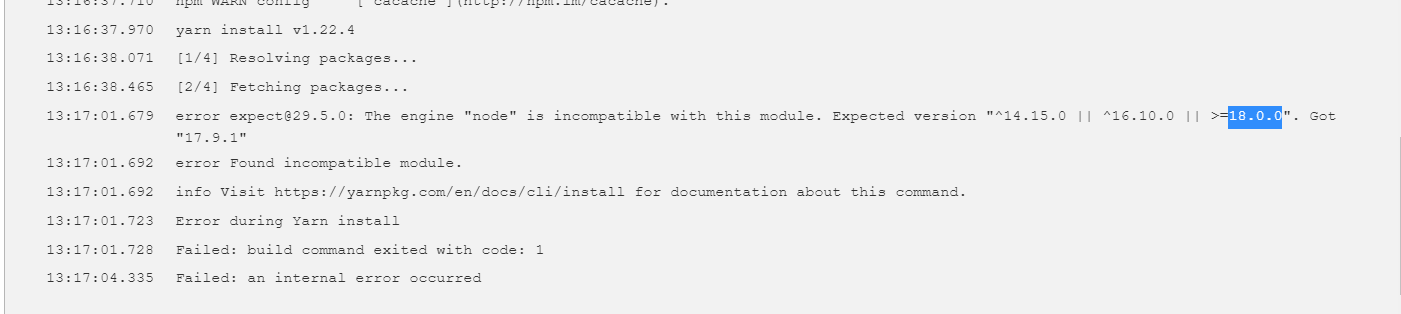 13:16:37.710 npm WARN config [`cacache`](http://npm.im/cacache).
13:16:37.970 yarn install v1.22.4
13:16:38.071 [1/4] Resolving packages...
13:16:38.465 [2/4] Fetching packages...
13:17:01.679 error expect@29.5.0: The engine "node" is incompatible with this module. Expected version "^14.15.0 || ^16.10.0 || >=18.0.0". Got
"17.9.1"
13:17:01.692 error Found incompatible module.
13:17:01.692 info Visit https://yarnpkg.com/en/docs/cli/install for documentation about this command.
13:17:01.723 Error during Yarn install
13:17:01.728 Failed: build command exited with code: 1
13:17:04.335 Failed: an internal error occurred